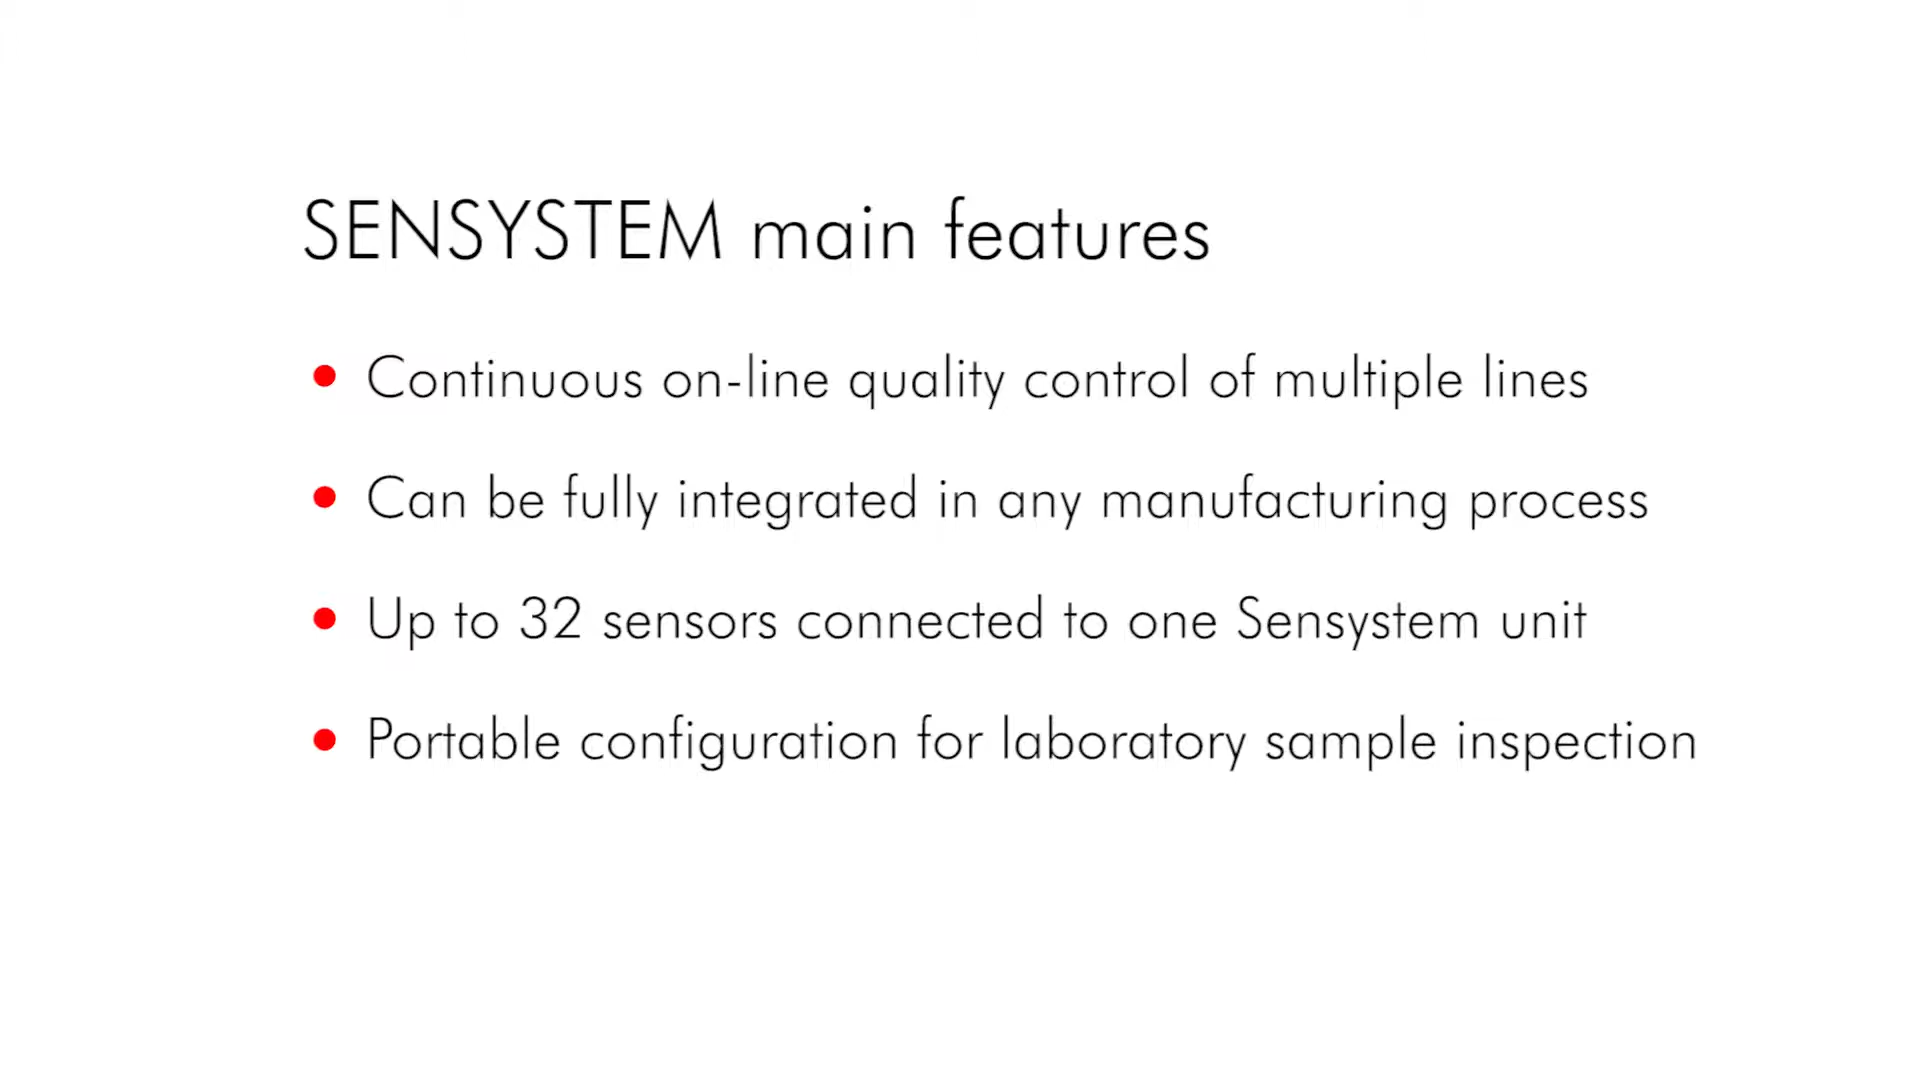 SENSYSTEM main features
• Continuous on-line quality control of multiple lines
• Can be fully integrated in any manufacturing process
• Up to 32 sensors connected to one Sensystem unit
• Portable configuration for laboratory sample inspection